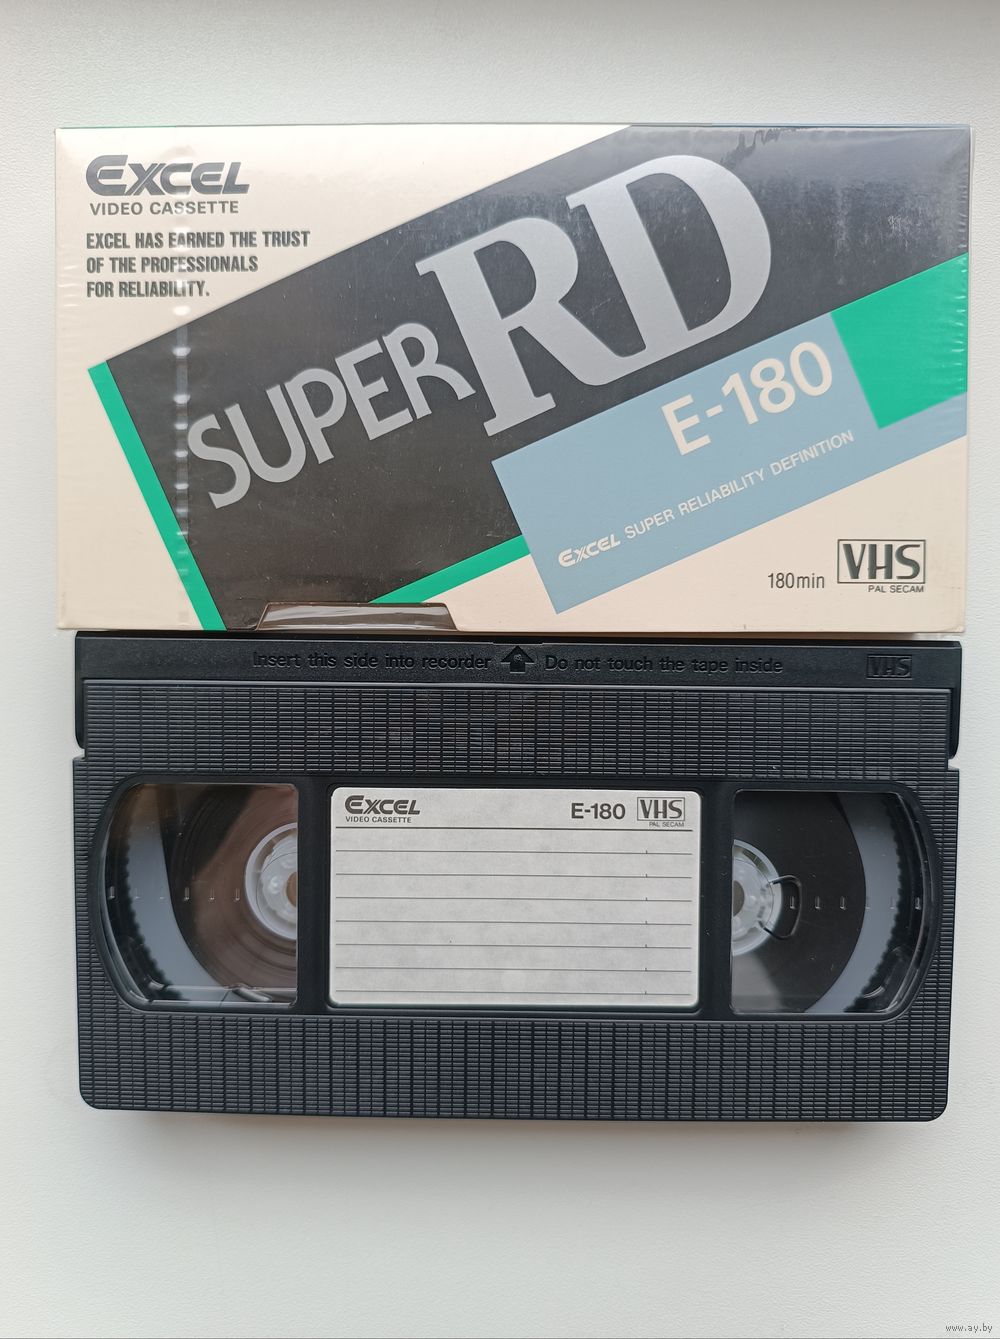 EXCEL
VIDEO CASSETTE
EXCEL HAS EARNED THE TRUST
OF THE PROFESSIONALS
FOR RELIABILITY.
SUPER RD
E-180
EXCEL SUPER RELIABILITY DEFINITION
180min
VHS
PAL SECAM
Insert this side into recorder Do not touch the tape inside VHS
EXCEL E-180 VHS
VIDEO CASSETTE PAL SECAM
www.ay.by